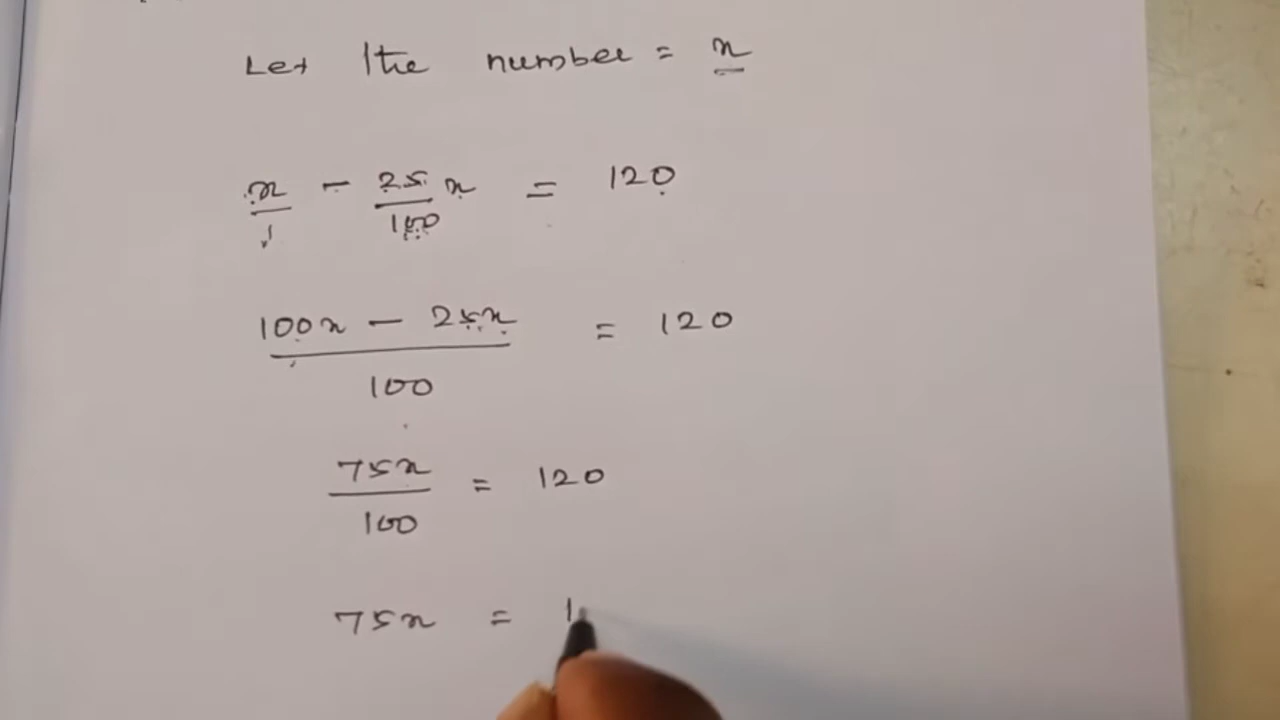 Let the number = x
x/1 - 25/100 x = 120
100x - 25x / 100 = 120
75x/100 = 120
75x = 1